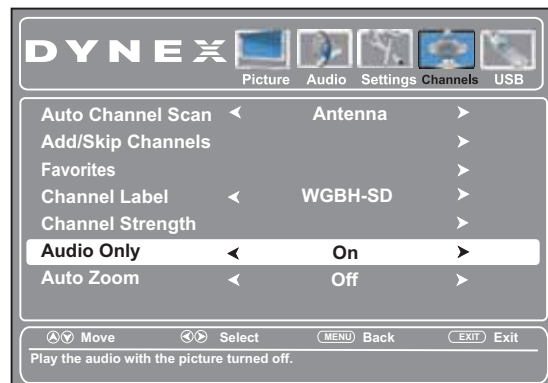 DYNEX
Picture Audio Settings Channels USB
Auto Channel Scan Antenna
Add/Skip Channels
Favorites
Channel Label WGBH-SD
Channel Strength
Audio Only On
Auto Zoom Off
Move Select MENU Back EXIT Exit
Play the audio with the picture turned off.